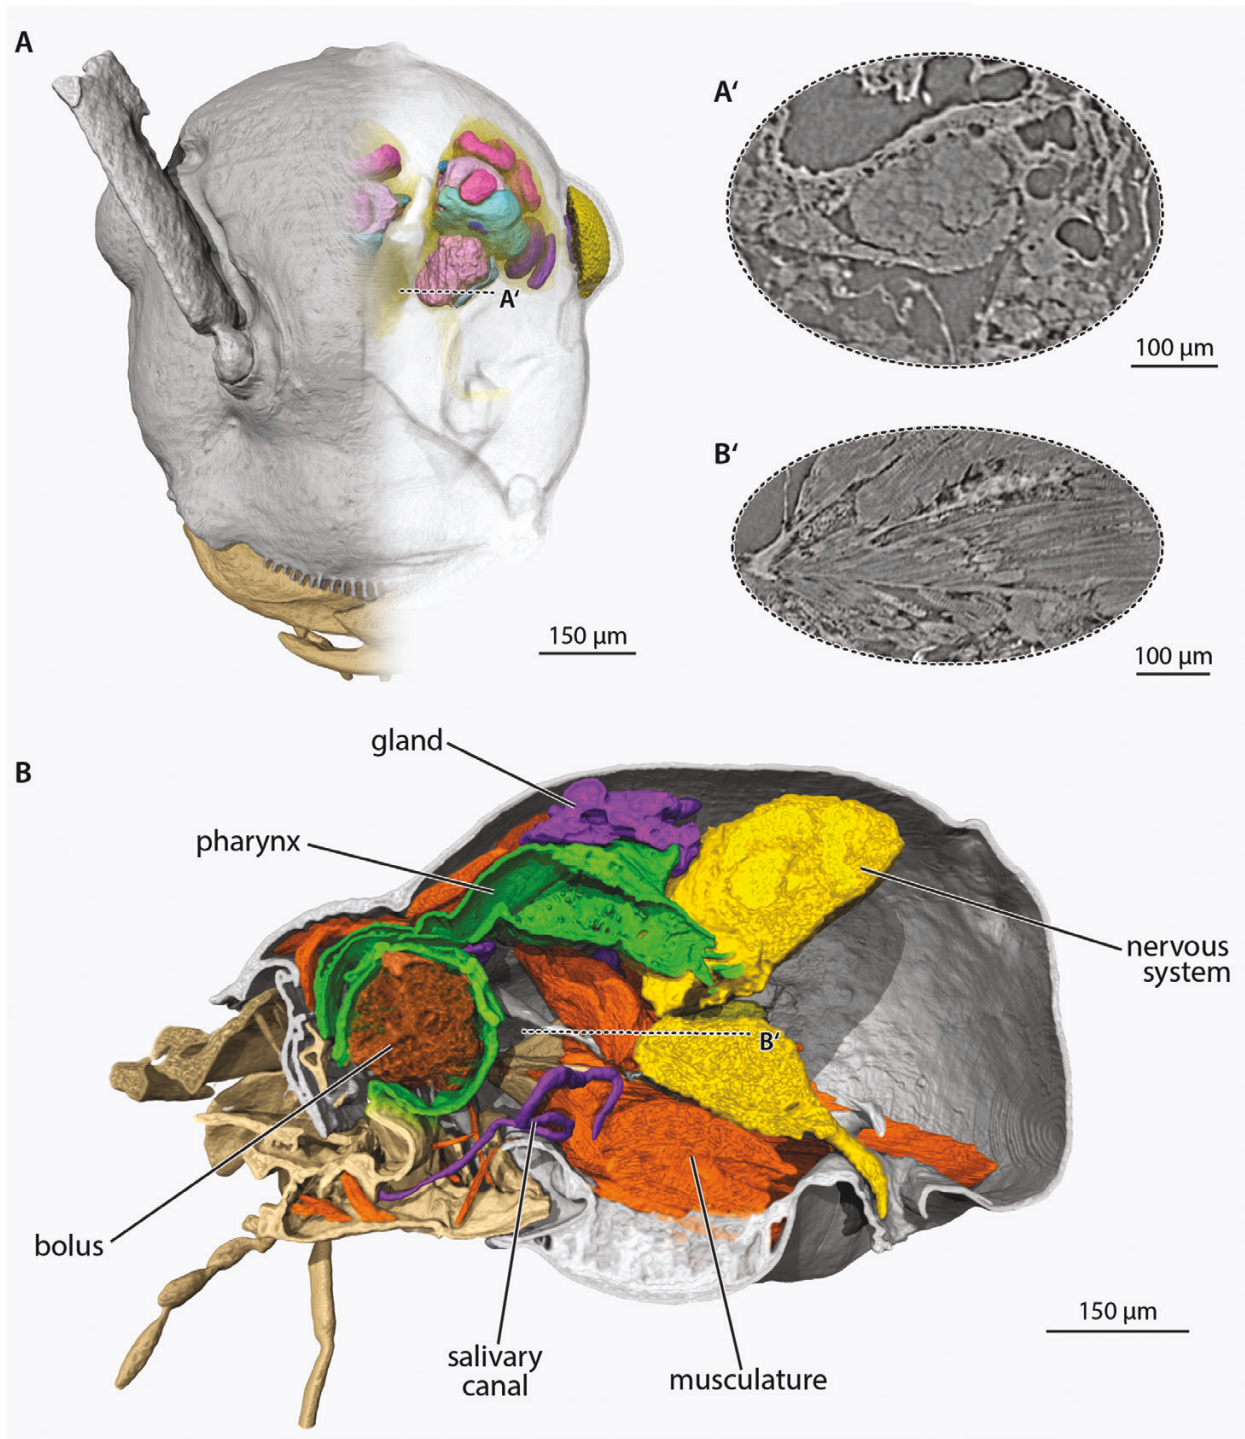 A
A‘
A‘
100 µm
B‘
150 µm
100 µm
gland
B
pharynx
nervous
system
B‘
bolus
150 µm
salivary
canal
musculature